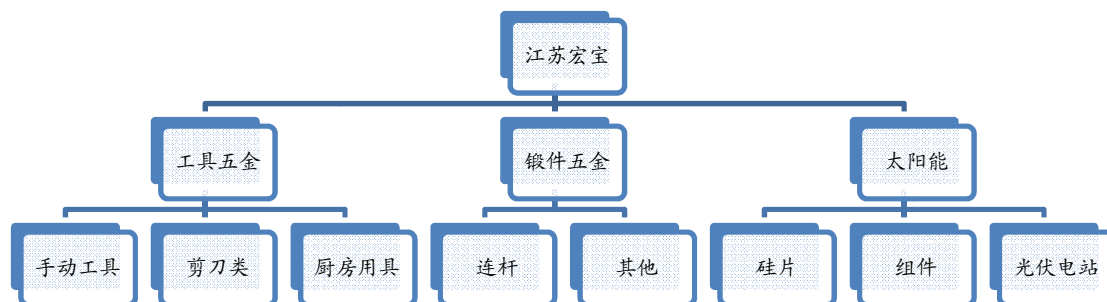 江苏宏宝
工具五金
锻件五金
太阳能
手动工具
剪刀类
厨房用具
连杆
其他
硅片
组件
光伏电站